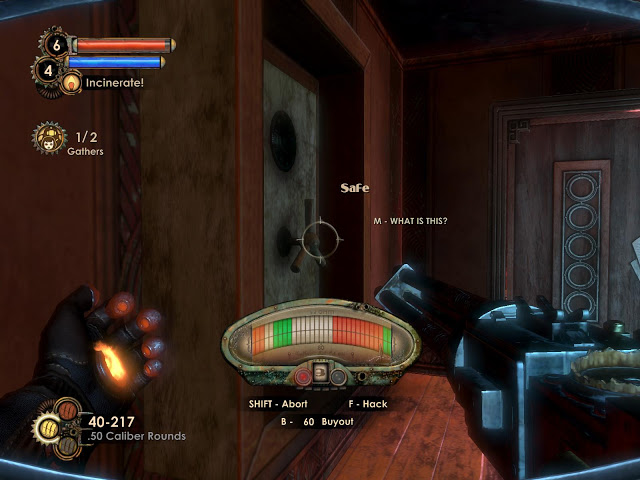 6
4
Incinerate!
1/2
Gathers
Safe
M - WHAT IS THIS?
SHIFT - Abort
F - Hack
B - 60 Buyout
40-217
.50 Caliber Rounds